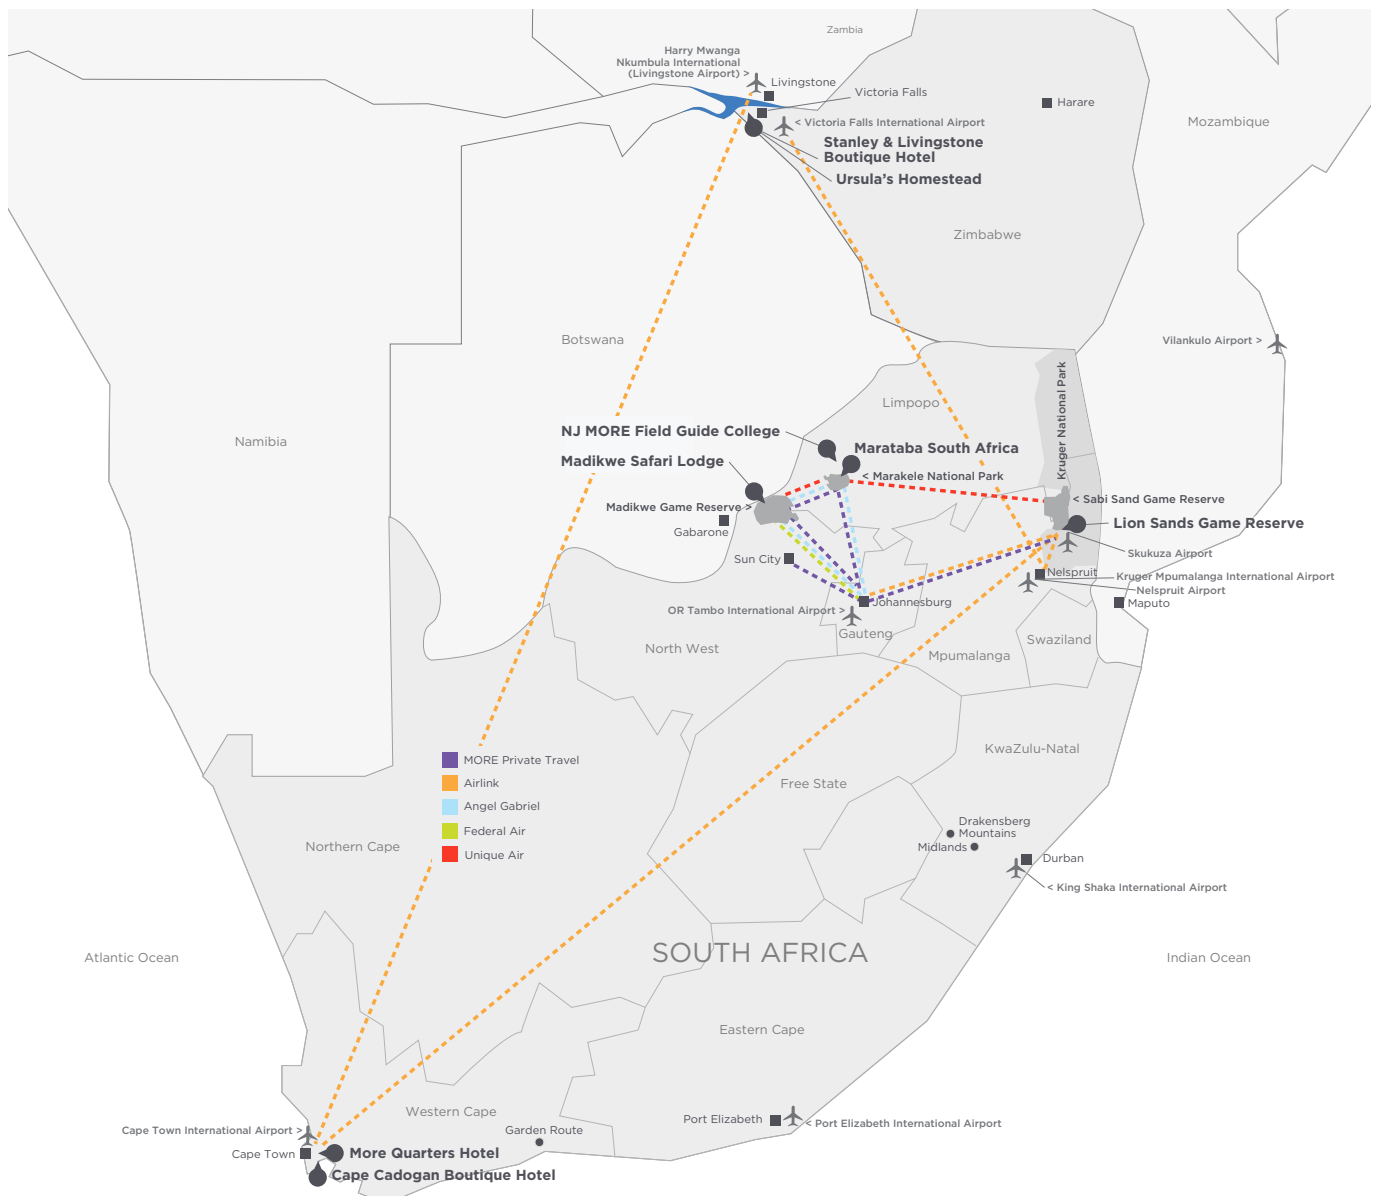 Zambia
Harry Mwanga
Nkumbula International
(Livingstone Airport) >
Livingstone
Victoria Falls
Harare
< Victoria Falls International Airport
Mozambique
Stanley & Livingstone
Boutique Hotel
Ursula's Homestead
Zimbabwe
Botswana
Vilankulo Airport >
Kruger National Park
Limpopo
Namibia
NJ MORE Field Guide College
Marataba South Africa
Madikwe Safari Lodge
< Marakele National Park
Madikwe Game Reserve >
< Sabi Sand Game Reserve
Gabarone
Lion Sands Game Reserve
Sun City
Skukuza Airport
Nelspruit
Kruger Mpumalanga International Airport
Nelspruit Airport
OR Tambo International Airport >
Johannesburg
Maputo
Gauteng
North West
Mpumalanga
Swaziland
KwaZulu-Natal
MORE Private Travel
Airlink
Angel Gabriel
Federal Air
Unique Air
Free State
Northern Cape
Drakensberg
Mountains
Midlands
Durban
< King Shaka International Airport
SOUTH AFRICA
Atlantic Ocean
Indian Ocean
Eastern Cape
Western Cape
Port Elizabeth
< Port Elizabeth International Airport
Garden Route
Cape Town International Airport >
Cape Town
More Quarters Hotel
Cape Cadogan Boutique Hotel